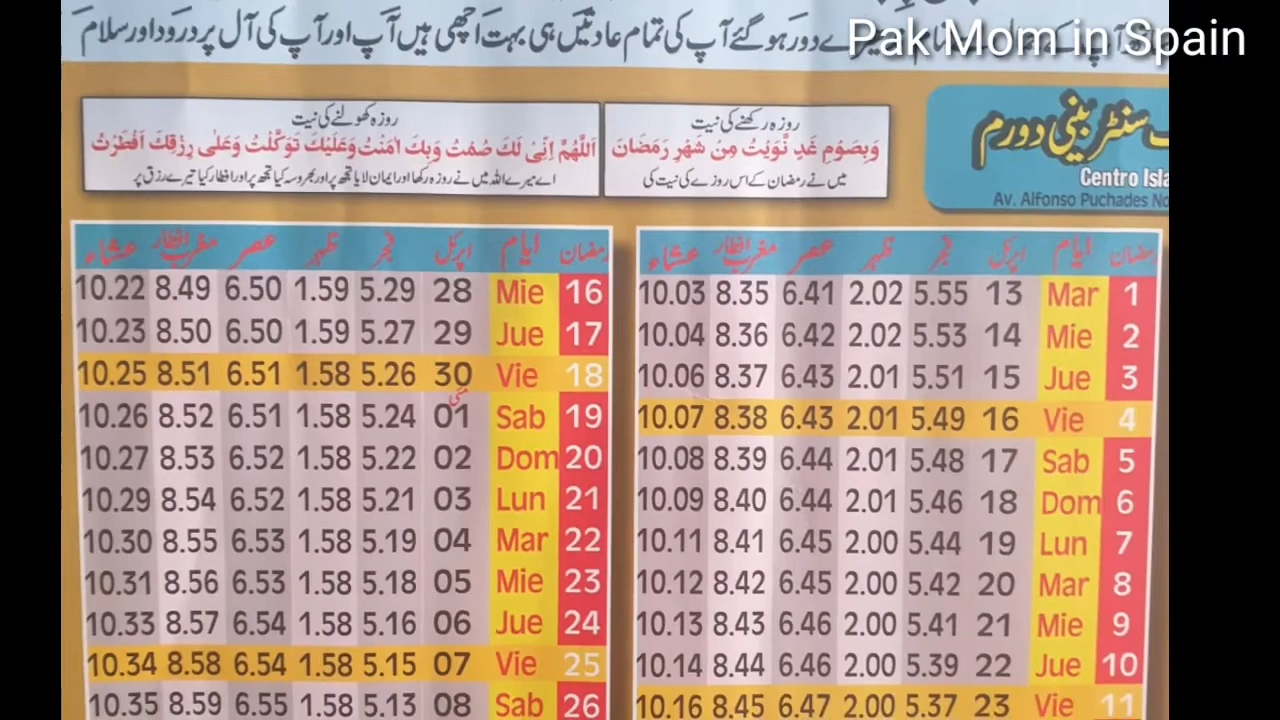 Pak Mom in Spain
دور ہو گئے آپ کی تمام عادتیں ہی بہت اچھی ہیں آپ اور آپ کی آل پر درود اور سلام
سنٹر بینی دورم
Centro Isla
Av. Alfonso Puchades No
روزہ رکھنے کی نیت
وَبِصَوْمِ غَدٍ نَّوَيْتُ مِنْ شَهْرِ رَمَضَانَ
میں نے رمضان کے اس روزے کی نیت کی
روزہ کھولنے کی نیت
اَللّٰهُمَّ اِنِّىْ لَكَ صُمْتُ وَبِكَ اٰمَنْتُ وَعَلَيْكَ تَوَكَّلْتُ وَعَلٰى رِزْقِكَ اَفْطَرْتُ
اے میرے اللہ میں نے روزہ رکھا اور ایمان لایا تجھ پر اور بھروسہ کیا تجھ پر اور افطار کیا تیرے رزق پر
رمضان ایام اپریل فجر ظہر عصر مغرب افطار عشاء
10.03 8.35 6.41 2.02 5.55 13 Mar 1
10.04 8.36 6.42 2.02 5.53 14 Mie 2
10.06 8.37 6.43 2.01 5.51 15 Jue 3
10.07 8.38 6.43 2.01 5.49 16 Vie 4
10.08 8.39 6.44 2.01 5.48 17 Sab 5
10.09 8.40 6.44 2.01 5.46 18 Dom 6
10.11 8.41 6.45 2.00 5.44 19 Lun 7
10.12 8.42 6.45 2.00 5.42 20 Mar 8
10.13 8.43 6.46 2.00 5.41 21 Mie 9
10.14 8.44 6.46 2.00 5.39 22 Jue 10
10.16 8.45 6.47 2.00 5.37 23 Vie 11
رمضان ایام اپریل فجر ظہر عصر مغرب افطار عشاء
10.22 8.49 6.50 1.59 5.29 28 Mie 16
10.23 8.50 6.50 1.59 5.27 29 Jue 17
10.25 8.51 6.51 1.58 5.26 30 Vie 18
مئی
10.26 8.52 6.51 1.58 5.24 01 Sab 19
10.27 8.53 6.52 1.58 5.22 02 Dom 20
10.29 8.54 6.52 1.58 5.21 03 Lun 21
10.30 8.55 6.53 1.58 5.19 04 Mar 22
10.31 8.56 6.53 1.58 5.18 05 Mie 23
10.33 8.57 6.54 1.58 5.16 06 Jue 24
10.34 8.58 6.54 1.58 5.15 07 Vie 25
10.35 8.59 6.55 1.58 5.13 08 Sab 26